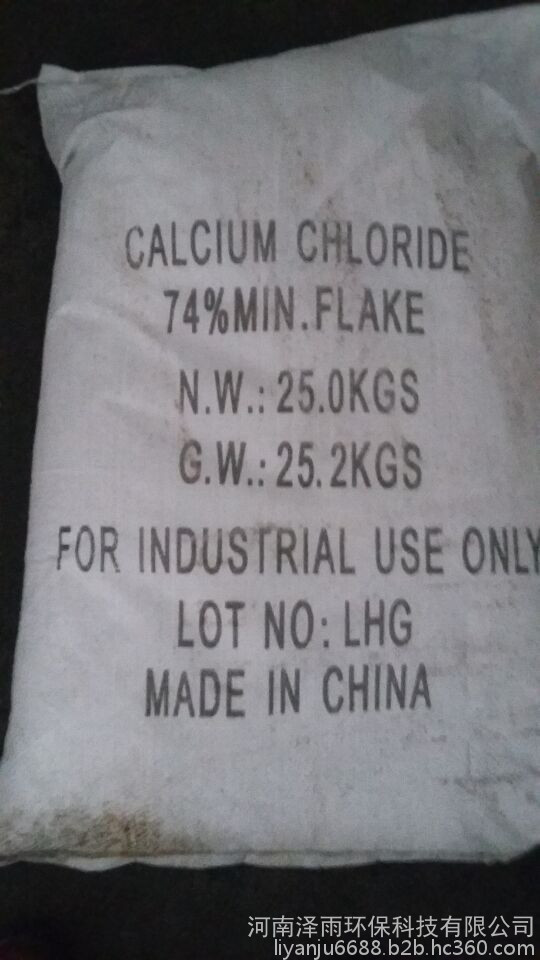 CALCIUM CHLORIDE
74%MIN.FLAKE
N.W.: 25.0KGS
G.W.: 25.2KGS
FOR INDUSTRIAL USE ONLY
LOT NO: LHG
MADE IN CHINA
河南泽雨环保科技有限公司
liyanju6688.b2b.hc360.com